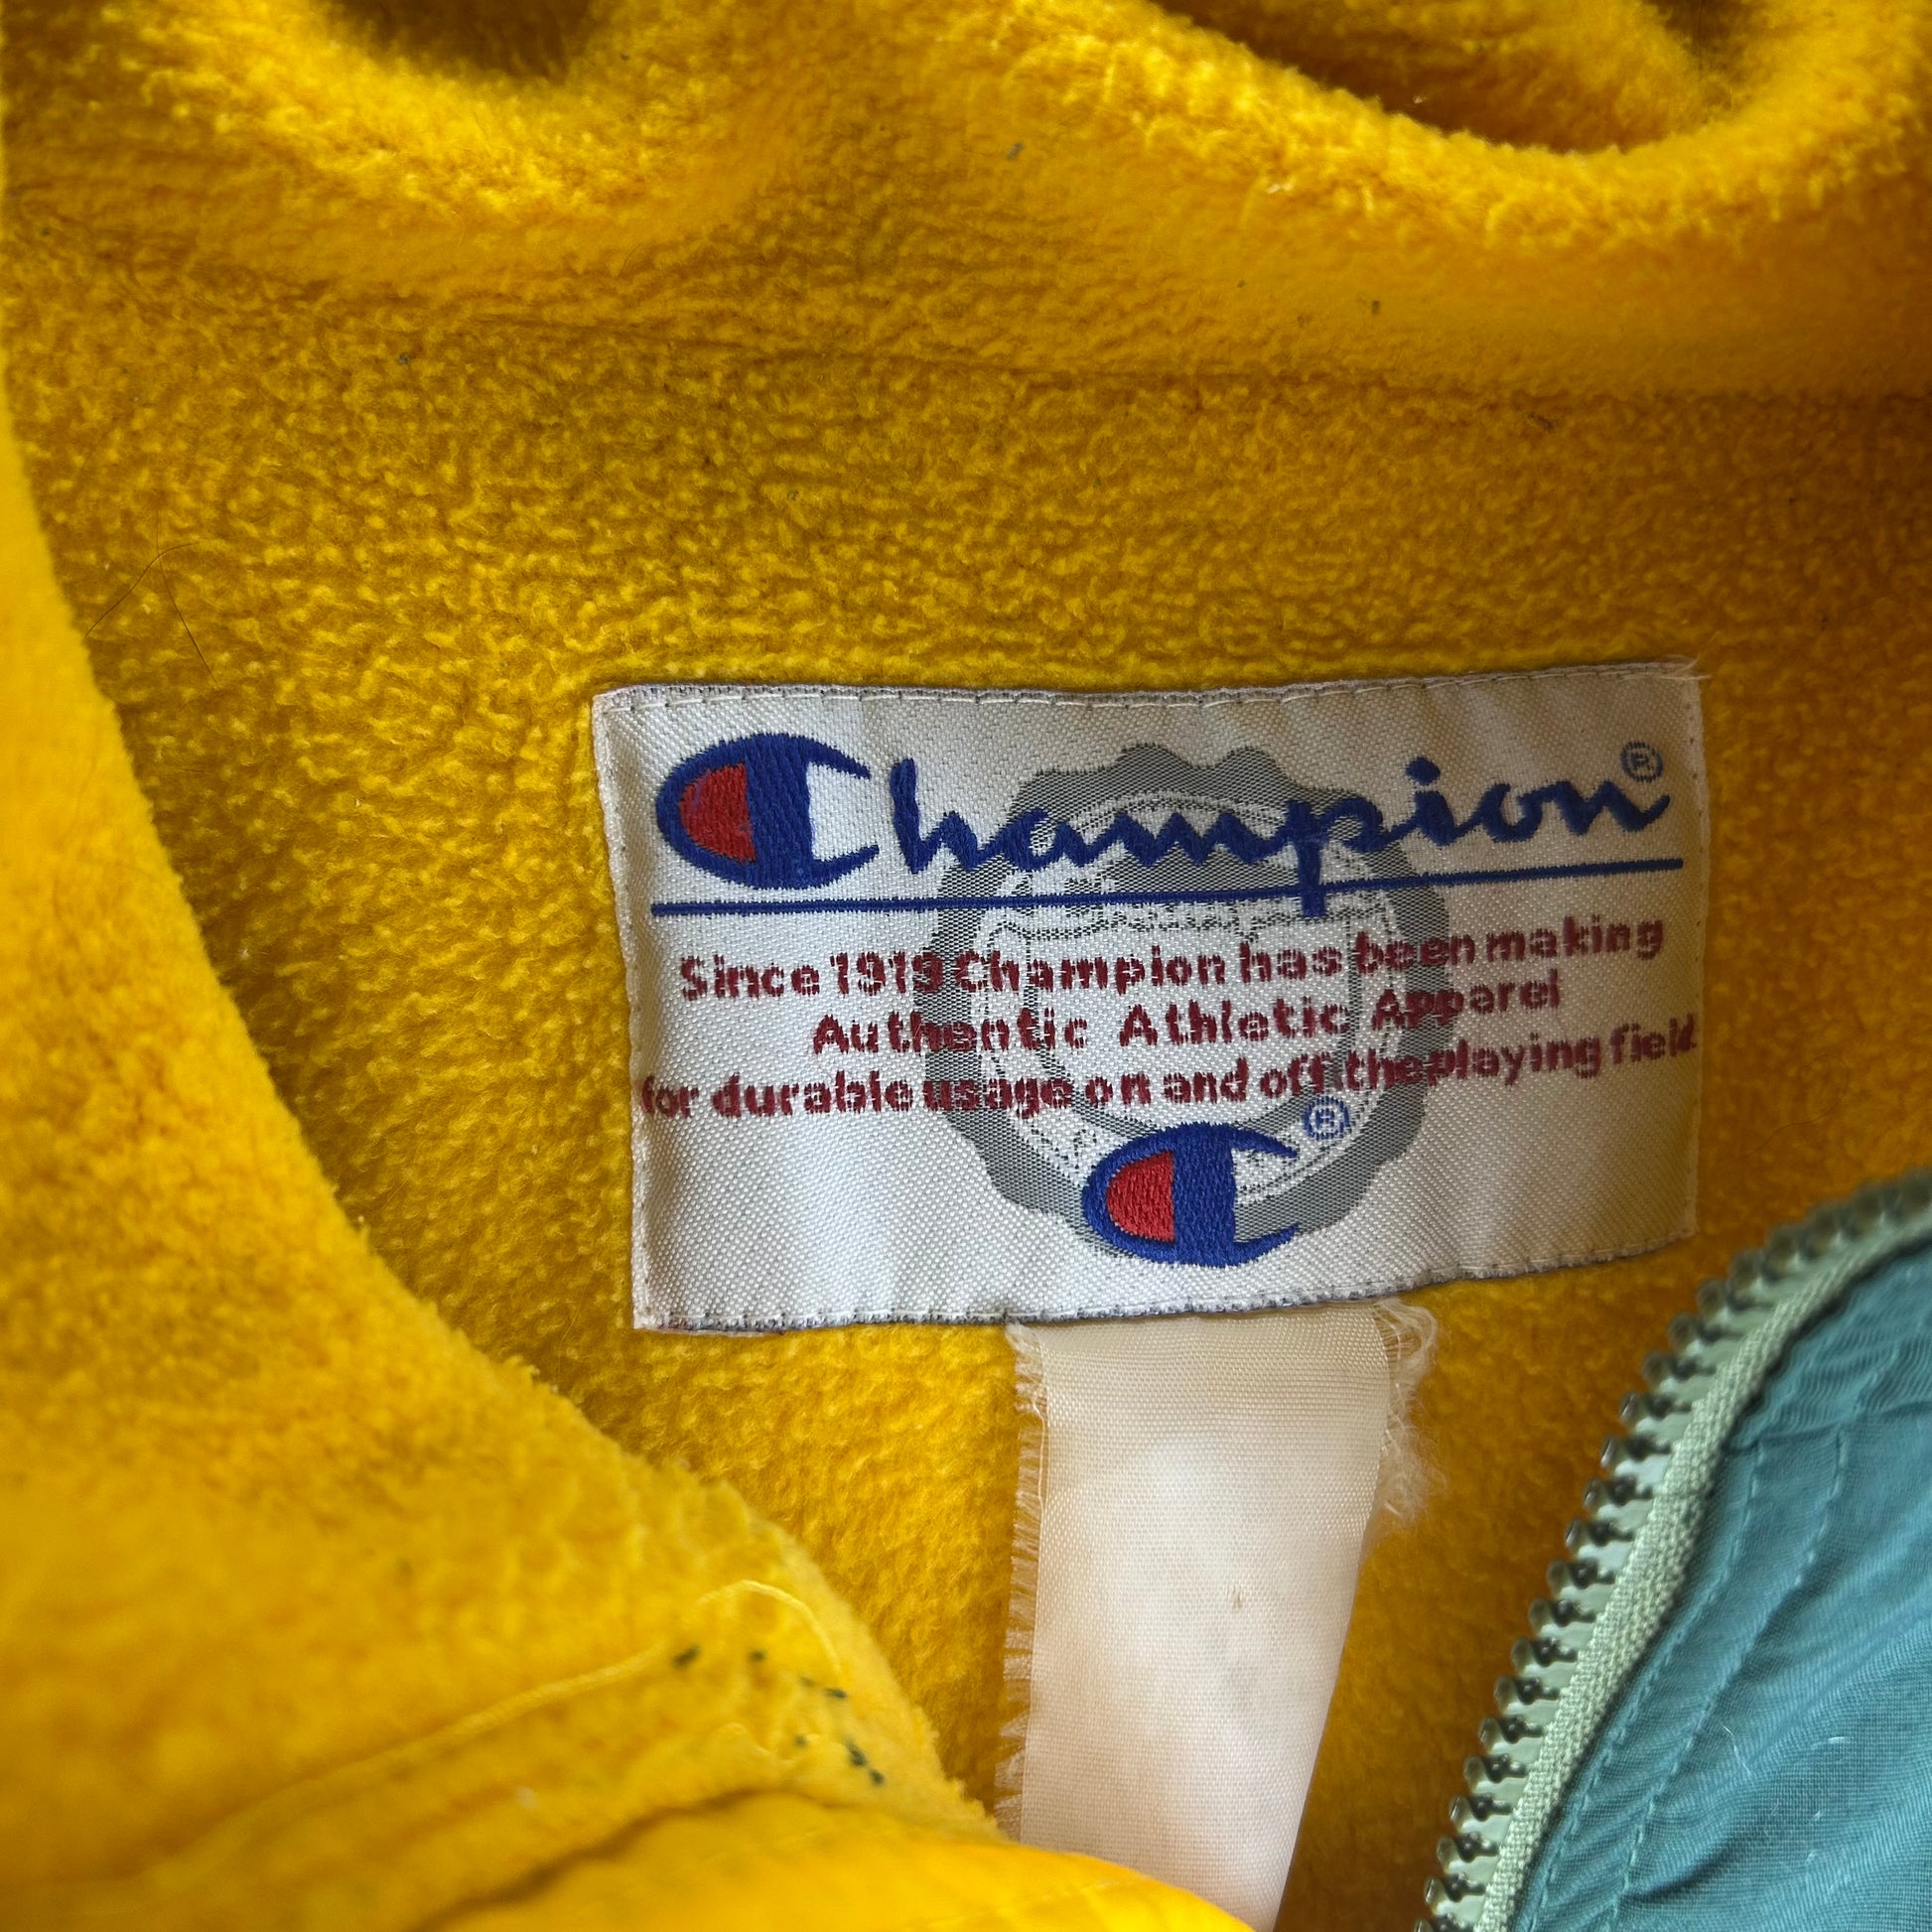 Champion®
Since 1919 Champion has been making
Authentic Athletic Apparel
for durable usage on and off the playing field.
®